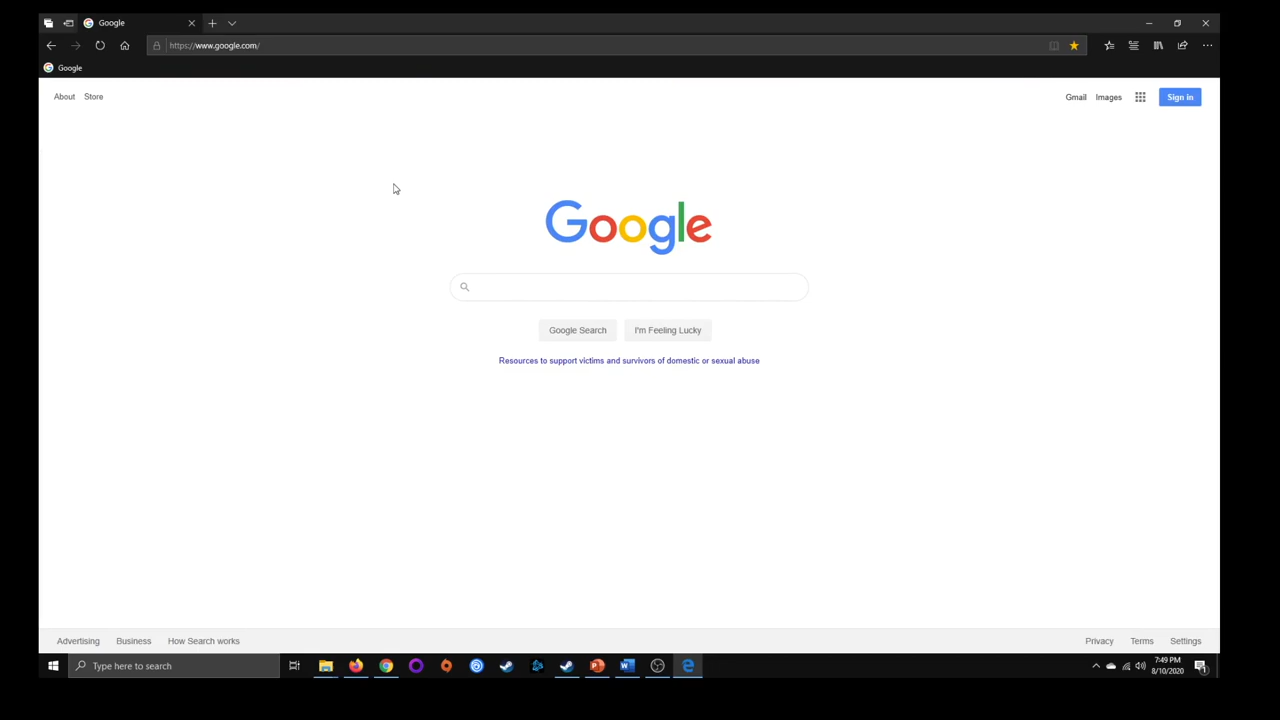 Google
https://www.google.com/
Google
About Store
Gmail Images Sign in
Google
Google Search I'm Feeling Lucky
Resources to support victims and survivors of domestic or sexual abuse
Advertising Business How Search works
Privacy Terms Settings
Type here to search
7:49 PM
8/10/2020